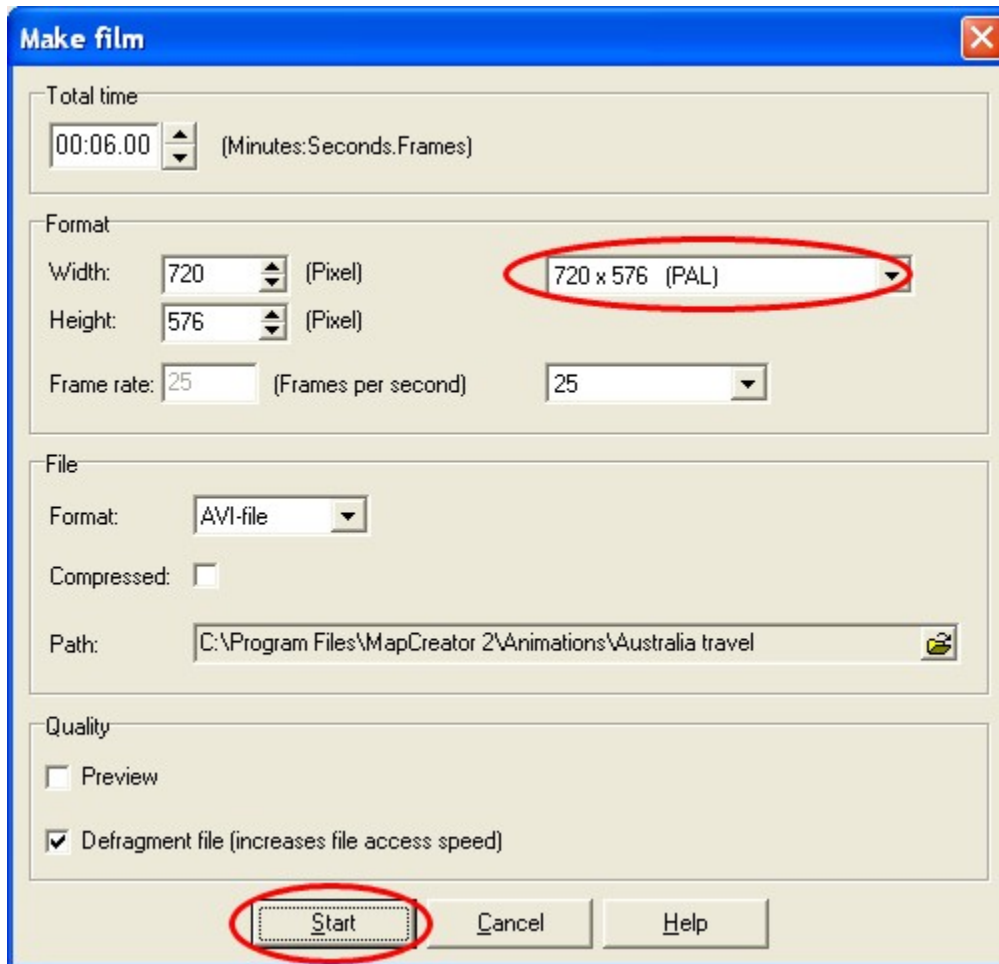 Make film
Total time
00:06.00 (Minutes:Seconds.Frames)
Format
Width: 720 (Pixel) 720 x 576 (PAL)
Height: 576 (Pixel)
Frame rate: 25 (Frames per second) 25
File
Format: AVI-file
Compressed:
Path: C:\Program Files\MapCreator 2\Animations\Australia travel
Quality
Preview
Defragment file (increases file access speed)
Start Cancel Help